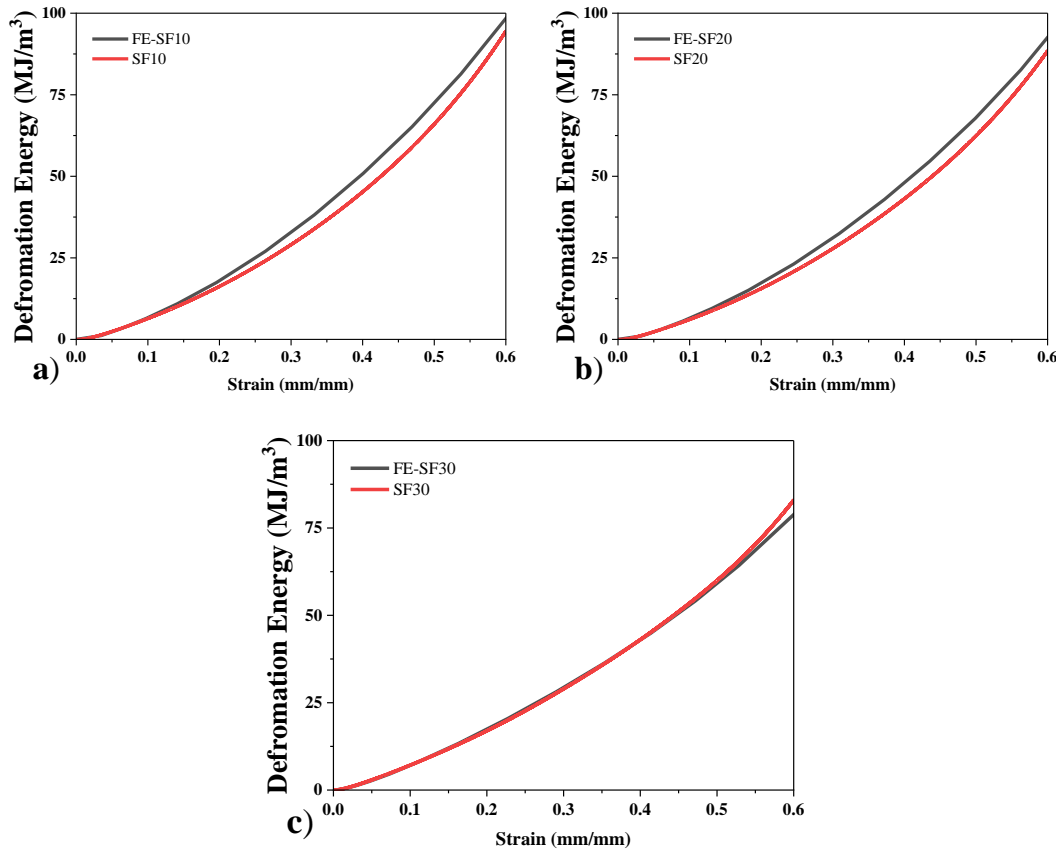 Defromation Energy (MJ/m³)
100
75
50
25
0
FE-SF10
SF10
0.0 0.1 0.2 0.3 0.4 0.5 0.6
a)
Strain (mm/mm)
Defromation Energy (MJ/m³)
100
75
50
25
0
FE-SF20
SF20
0.0 0.1 0.2 0.3 0.4 0.5 0.6
b)
Strain (mm/mm)
Defromation Energy (MJ/m³)
100
75
50
25
0
FE-SF30
SF30
0.0 0.1 0.2 0.3 0.4 0.5 0.6
c)
Strain (mm/mm)